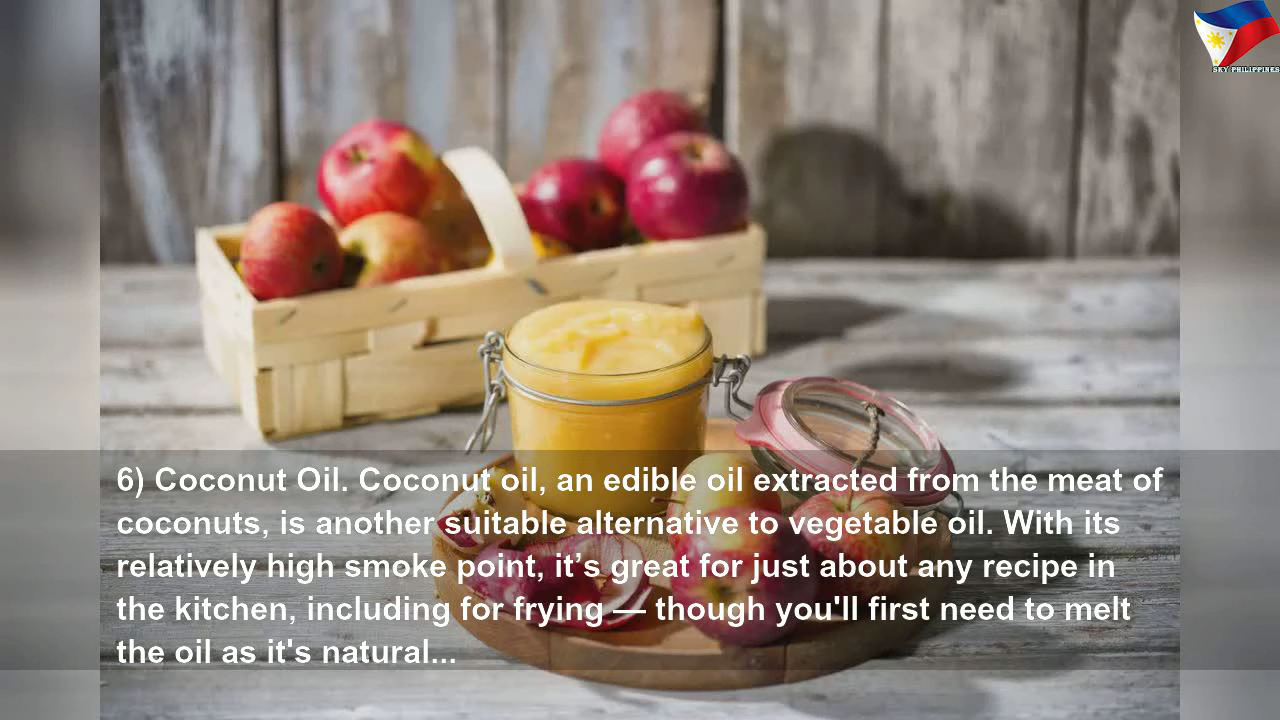 SKY PHILIPPINES
6) Coconut Oil. Coconut oil, an edible oil extracted from the meat of
coconuts, is another suitable alternative to vegetable oil. With its
relatively high smoke point, it’s great for just about any recipe in
the kitchen, including for frying — though you'll first need to melt
the oil as it's natural...